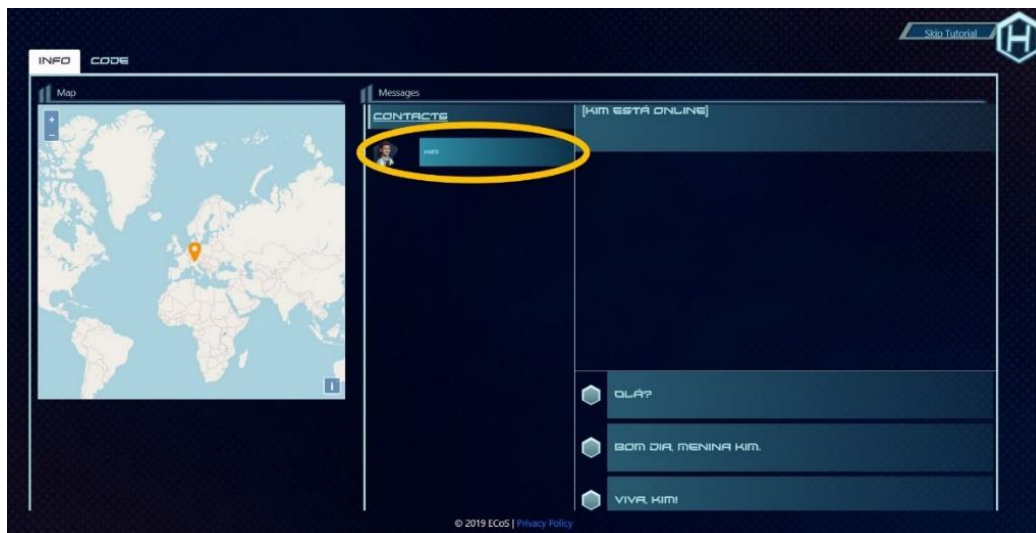 Skip Tutorial
H
INFO CODE
Map
Messages
CONTACTS
[KIM ESTÁ ONLINE]
+
-
KIM
i
OLÁ?
BOM DIA, MENINA KIM.
VIVA, KIM!
© 2019 ECoS | Privacy Policy